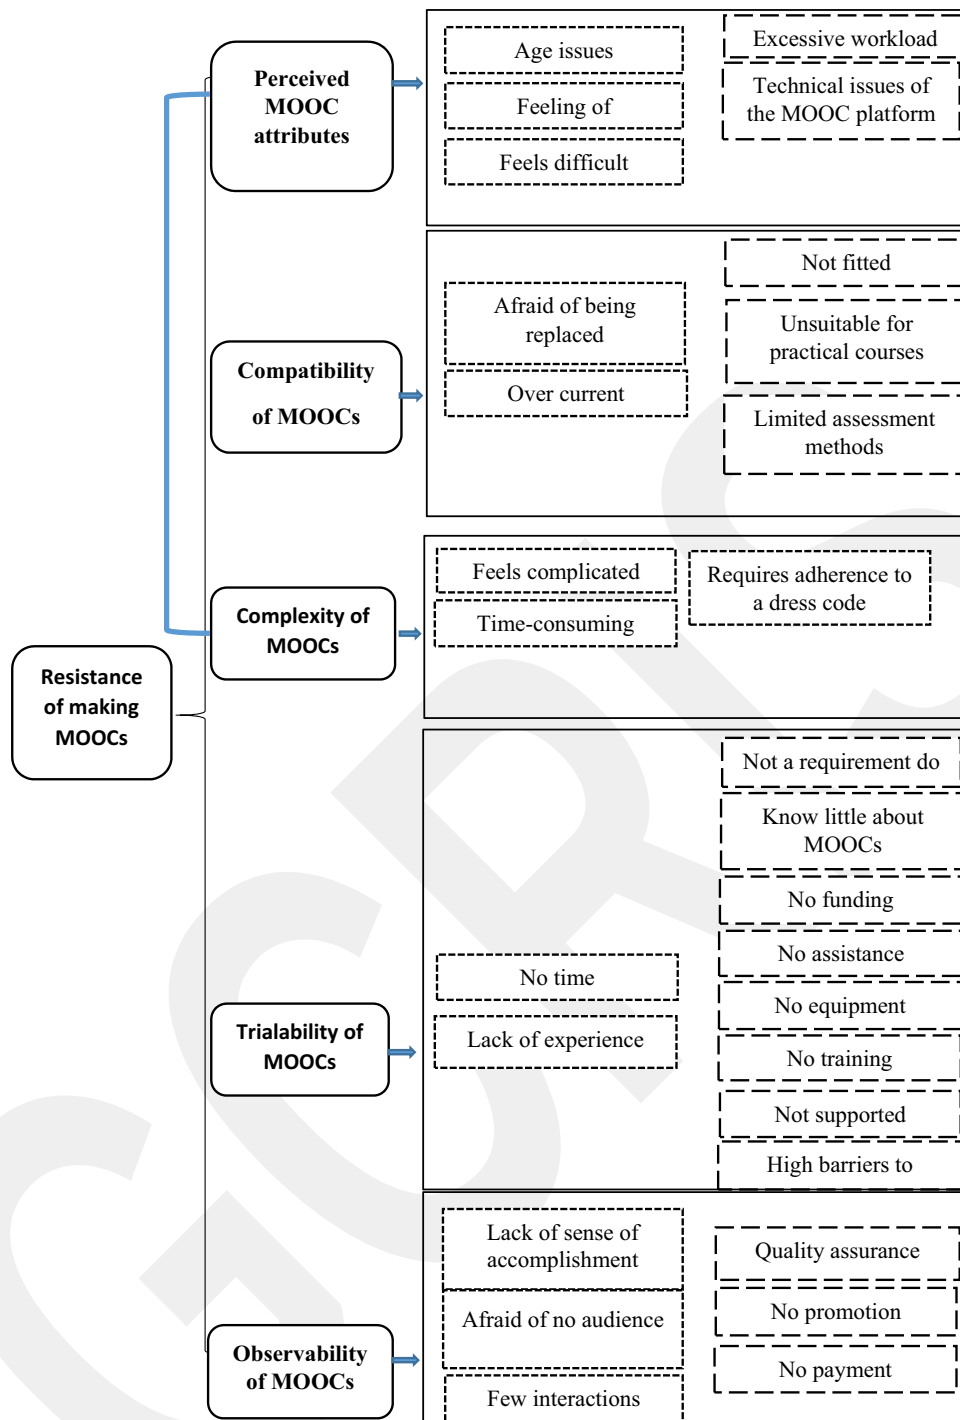 Perceived
MOOC
attributes
Age issues
Feeling of
Feels difficult
Excessive workload
Technical issues of
the MOOC platform
Compatibility
of MOOCs
Afraid of being
replaced
Over current
Not fitted
Unsuitable for
practical courses
Limited assessment
methods
Complexity of
MOOCs
Feels complicated
Time-consuming
Requires adherence to
a dress code
Resistance
of making
MOOCs
Trialability of
MOOCs
No time
Lack of experience
Not a requirement do
Know little about
MOOCs
No funding
No assistance
No equipment
No training
Not supported
High barriers to
Observability
of MOOCs
Lack of sense of
accomplishment
Afraid of no audience
Few interactions
Quality assurance
No promotion
No payment
GCRIS